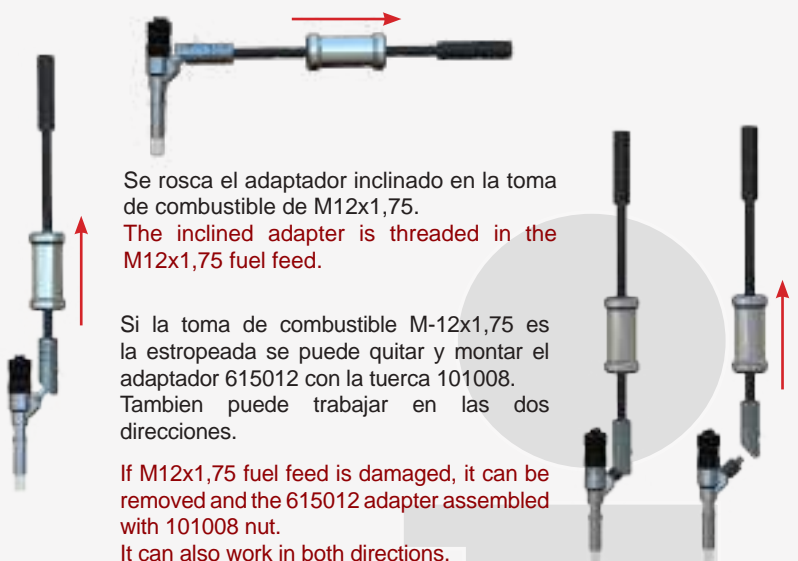 Se rosca el adaptador inclinado en la toma
de combustible de M12x1,75.
The inclined adapter is threaded in the
M12x1,75 fuel feed.
Si la toma de combustible M-12x1,75 es
la estropeada se puede quitar y montar el
adaptador 615012 con la tuerca 101008.
Tambien puede trabajar en las dos
direcciones.
If M12x1,75 fuel feed is damaged, it can be
removed and the 615012 adapter assembled
with 101008 nut.
It can also work in both directions.